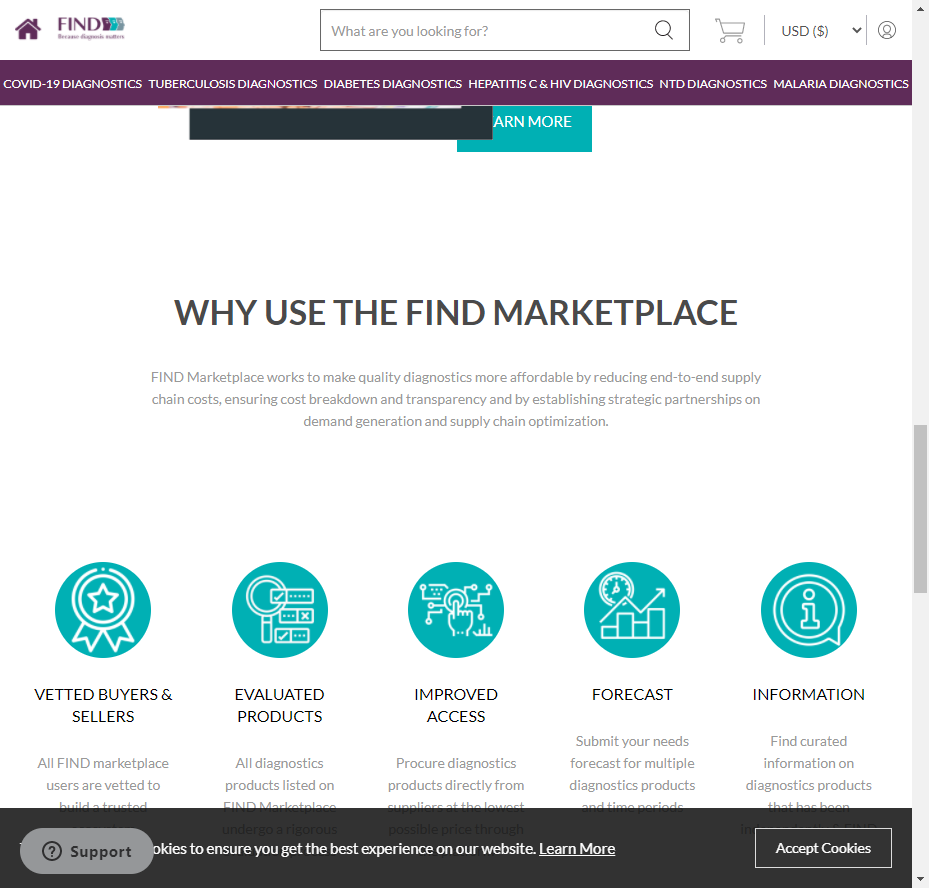 FIND
Because diagnosis matters
What are you looking for?
USD ($)
COVID-19 DIAGNOSTICS TUBERCULOSIS DIAGNOSTICS DIABETES DIAGNOSTICS HEPATITIS C & HIV DIAGNOSTICS NTD DIAGNOSTICS MALARIA DIAGNOSTICS
ARN MORE
WHY USE THE FIND MARKETPLACE
FIND Marketplace works to make quality diagnostics more affordable by reducing end-to-end supply
chain costs, ensuring cost breakdown and transparency and by establishing strategic partnerships on
demand generation and supply chain optimization.
VETTED BUYERS &
SELLERS
All FIND marketplace
users are vetted to
build a trusted
EVALUATED
PRODUCTS
All diagnostics
products listed on
FIND Marketplace
undergo a rigorous
IMPROVED
ACCESS
Procure diagnostics
products directly from
suppliers at the lowest
possible price through
FORECAST
Submit your needs
forecast for multiple
diagnostics products
and time periods
INFORMATION
Find curated
information on
diagnostics products
that has been
Support
okies to ensure you get the best experience on our website. Learn More
Accept Cookies